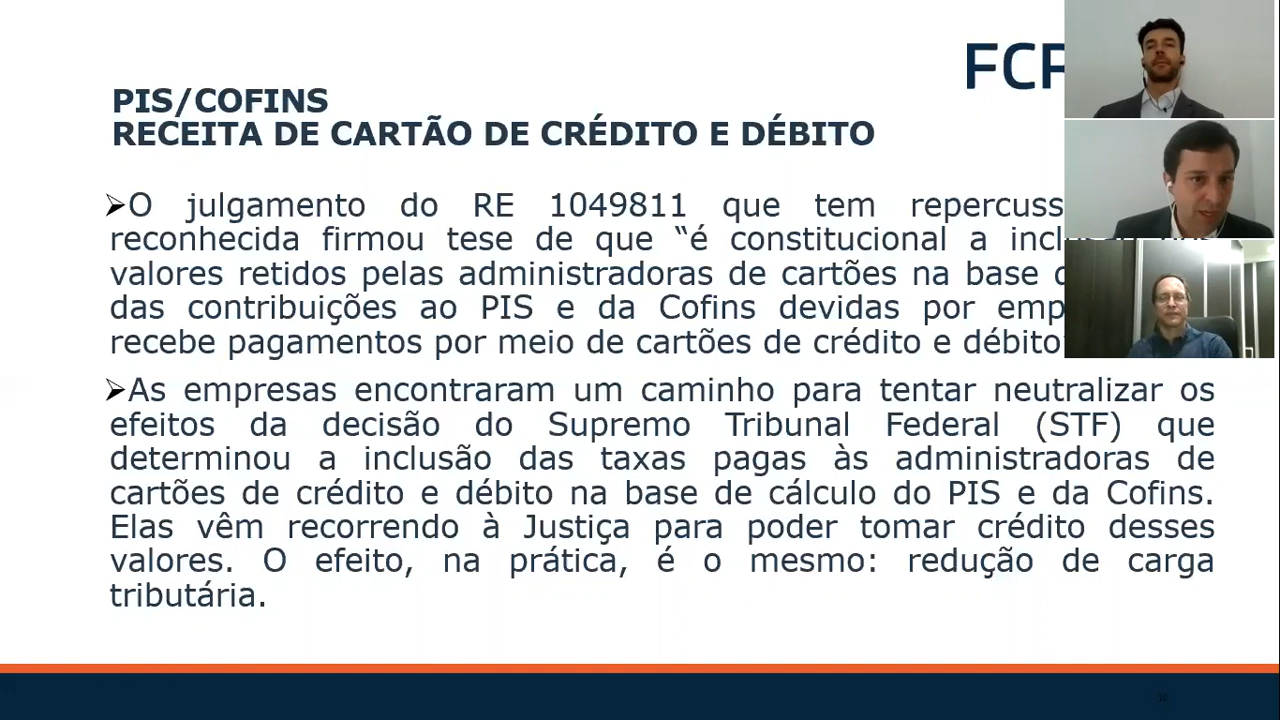 FCR
PIS/COFINS
RECEITA DE CARTÃO DE CRÉDITO E DÉBITO
➢O julgamento do RE 1049811 que tem
reconhecida firmou tese de que “é constitucional a
valores retidos pelas administradoras de cartões na base
das contribuições ao PIS e da Cofins devidas por
recebe pagamentos por meio de cartões de crédito e débito
➢As empresas encontraram um caminho para tentar neutralizar os
efeitos da decisão do Supremo Tribunal Federal (STF) que
determinou a inclusão das taxas pagas às administradoras de
cartões de crédito e débito na base de cálculo do PIS e da Cofins.
Elas vêm recorrendo à Justiça para poder tomar crédito desses
valores. O efeito, na prática, é o mesmo: redução de carga
tributária.